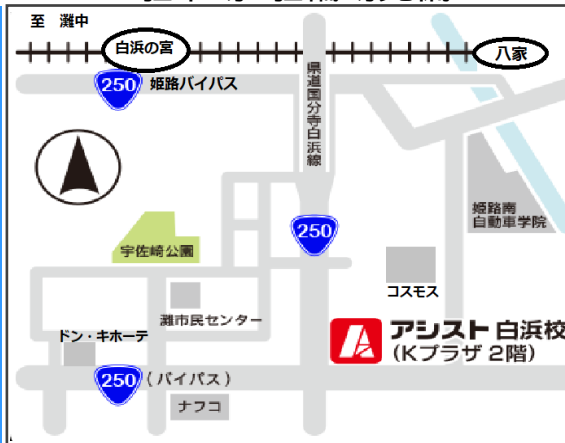 至 灘中
白浜の宮
八家
250 姫路バイパス
県道国分寺白浜線
250
姫路南
自動車学院
宇佐崎公園
コスモス
灘市民センター
ドン・キホーテ
アシスト 白浜校
(Kプラザ 2階)
250 (バイパス)
ナフコ